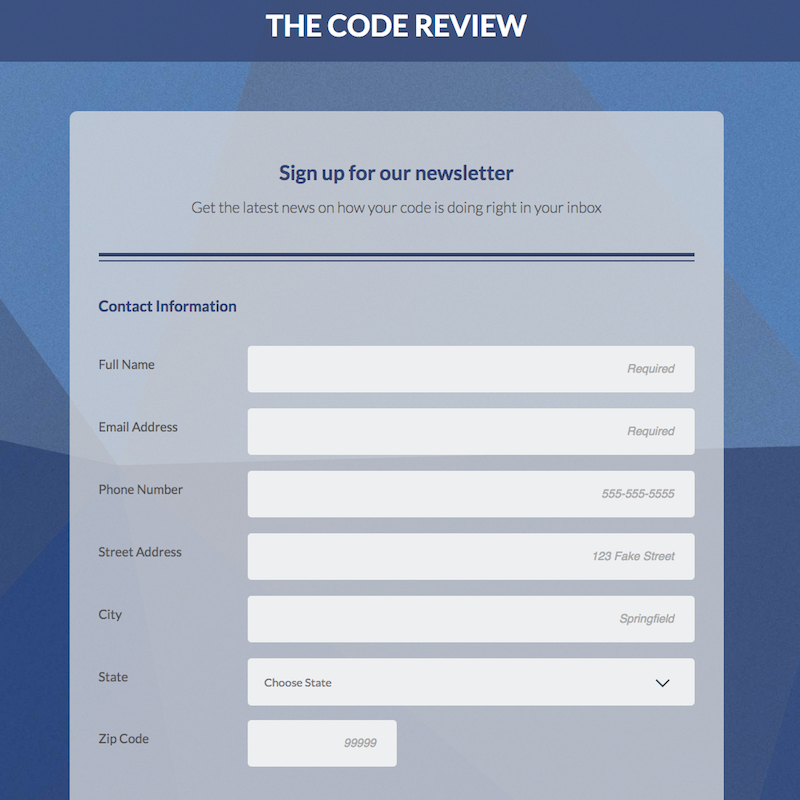 THE CODE REVIEW
Sign up for our newsletter
Get the latest news on how your code is doing right in your inbox
Contact Information
Full Name Required
Email Address Required
Phone Number 555-555-5555
Street Address 123 Fake Street
City Springfield
State Choose State
Zip Code 99999